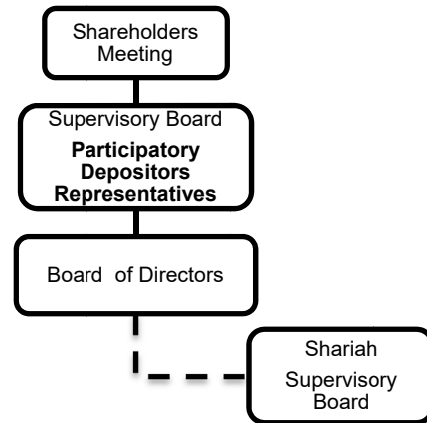 Shareholders
Meeting
Supervisory Board
Participatory
Depositors
Representatives
Board of Directors
Shariah
Supervisory
Board